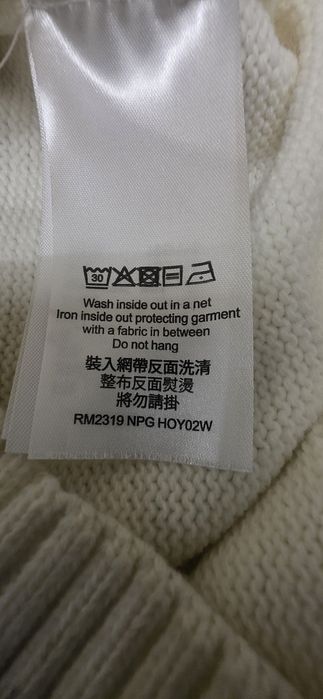 30
Wash inside out in a net
Iron inside out protecting garment
with a fabric in between
Do not hang
裝入網帶反面洗清
整布反面熨燙
將勿請掛
RM2319 NPG HOY02W